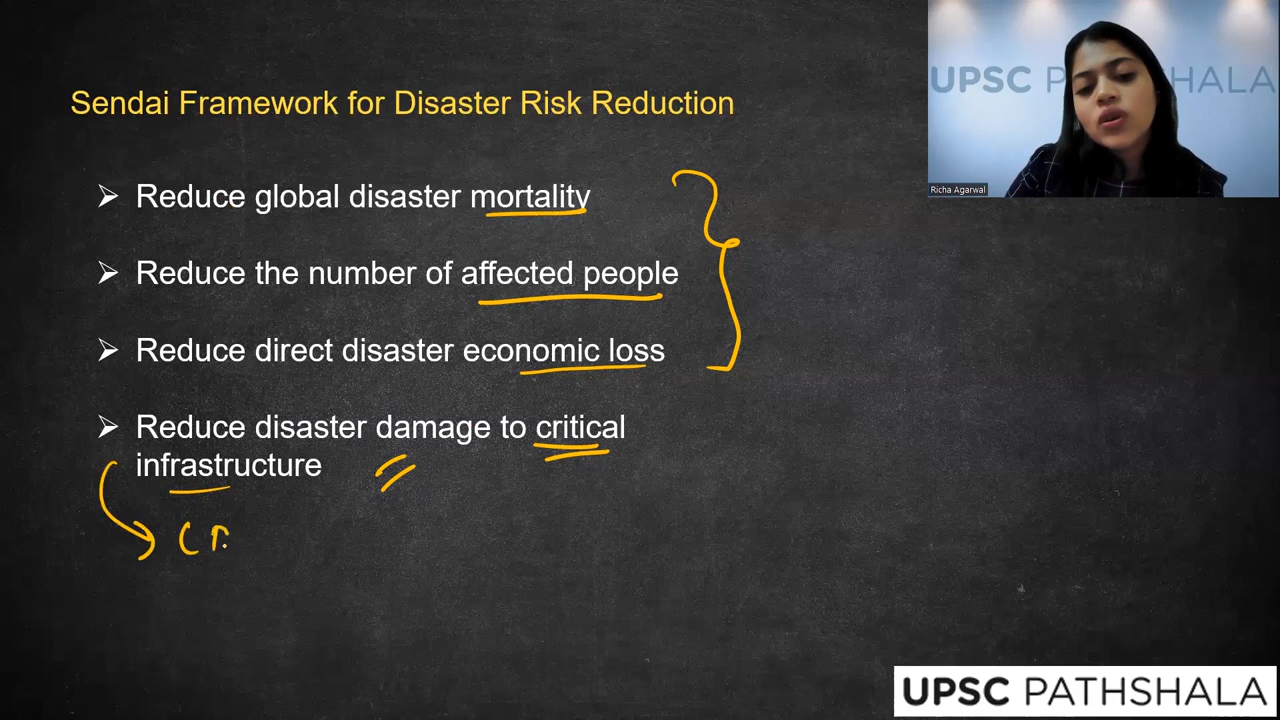 UPSC PATHSHALA
Richa Agarwal
Sendai Framework for Disaster Risk Reduction
➢ Reduce global disaster mortality
➢ Reduce the number of affected people
➢ Reduce direct disaster economic loss
➢ Reduce disaster damage to critical
infrastructure
UPSC PATHSHALA